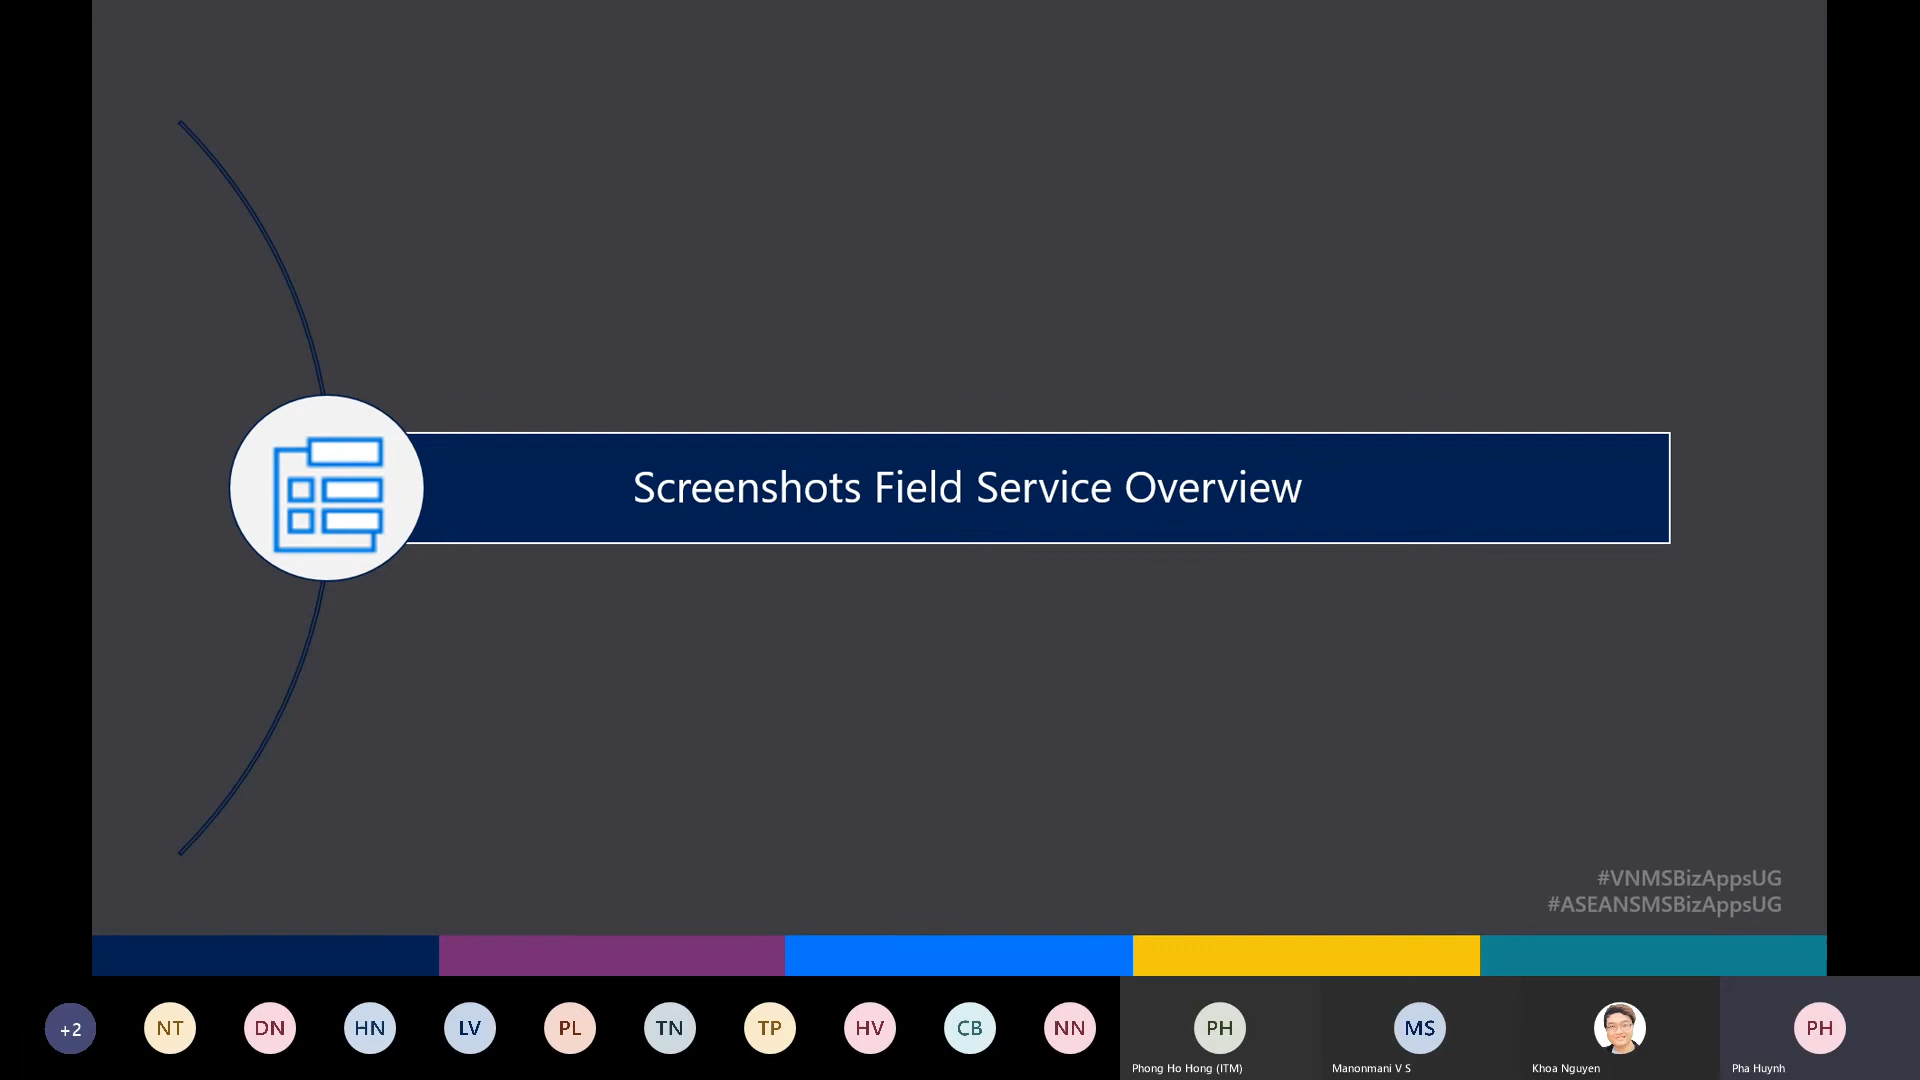 Screenshots Field Service Overview
#VNMSBizAppsUG
#ASEANSMSBizAppsUG
+2
NT
DN
HN
LV
PL
TN
TP
HV
CB
NN
PH
MS
PH
Phong Ho Hong (ITM)
Manonmani V S
Khoa Nguyen
Pha Huynh